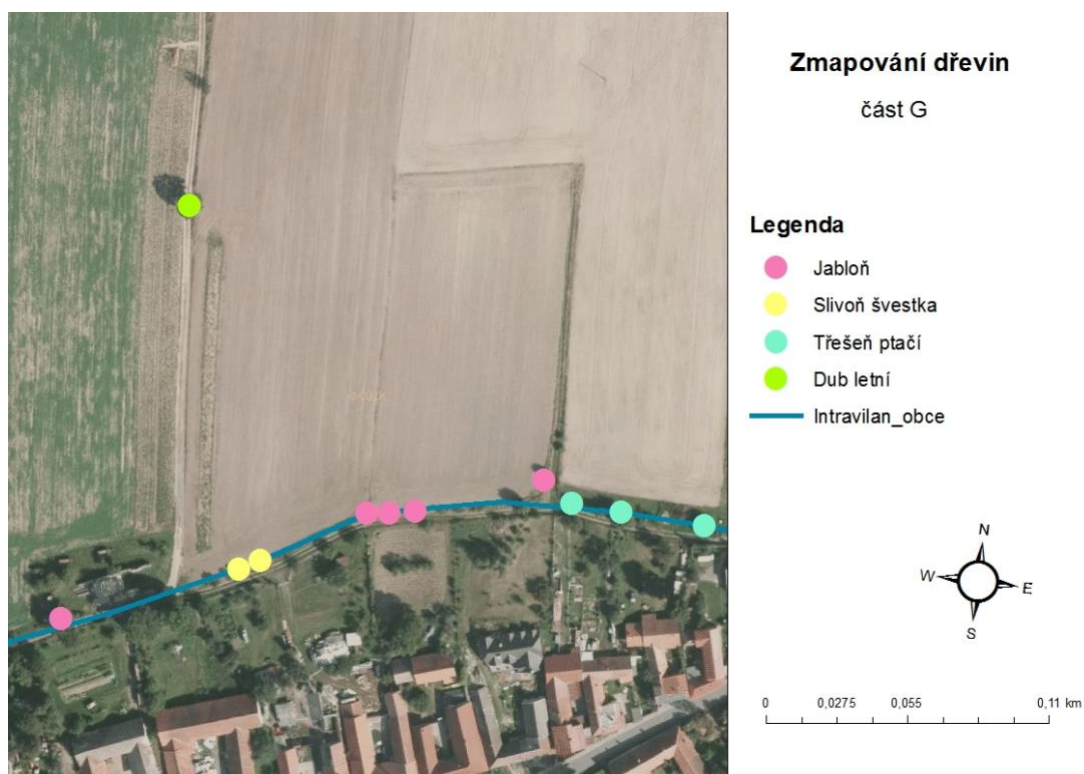 Zmapování dřevin
část G
Legenda
Jabloň
Slivoň švestka
Třešeň ptačí
Dub letní
Intravilan_obce
N
W
E
S
0 0,0275 0,055 0,11 km